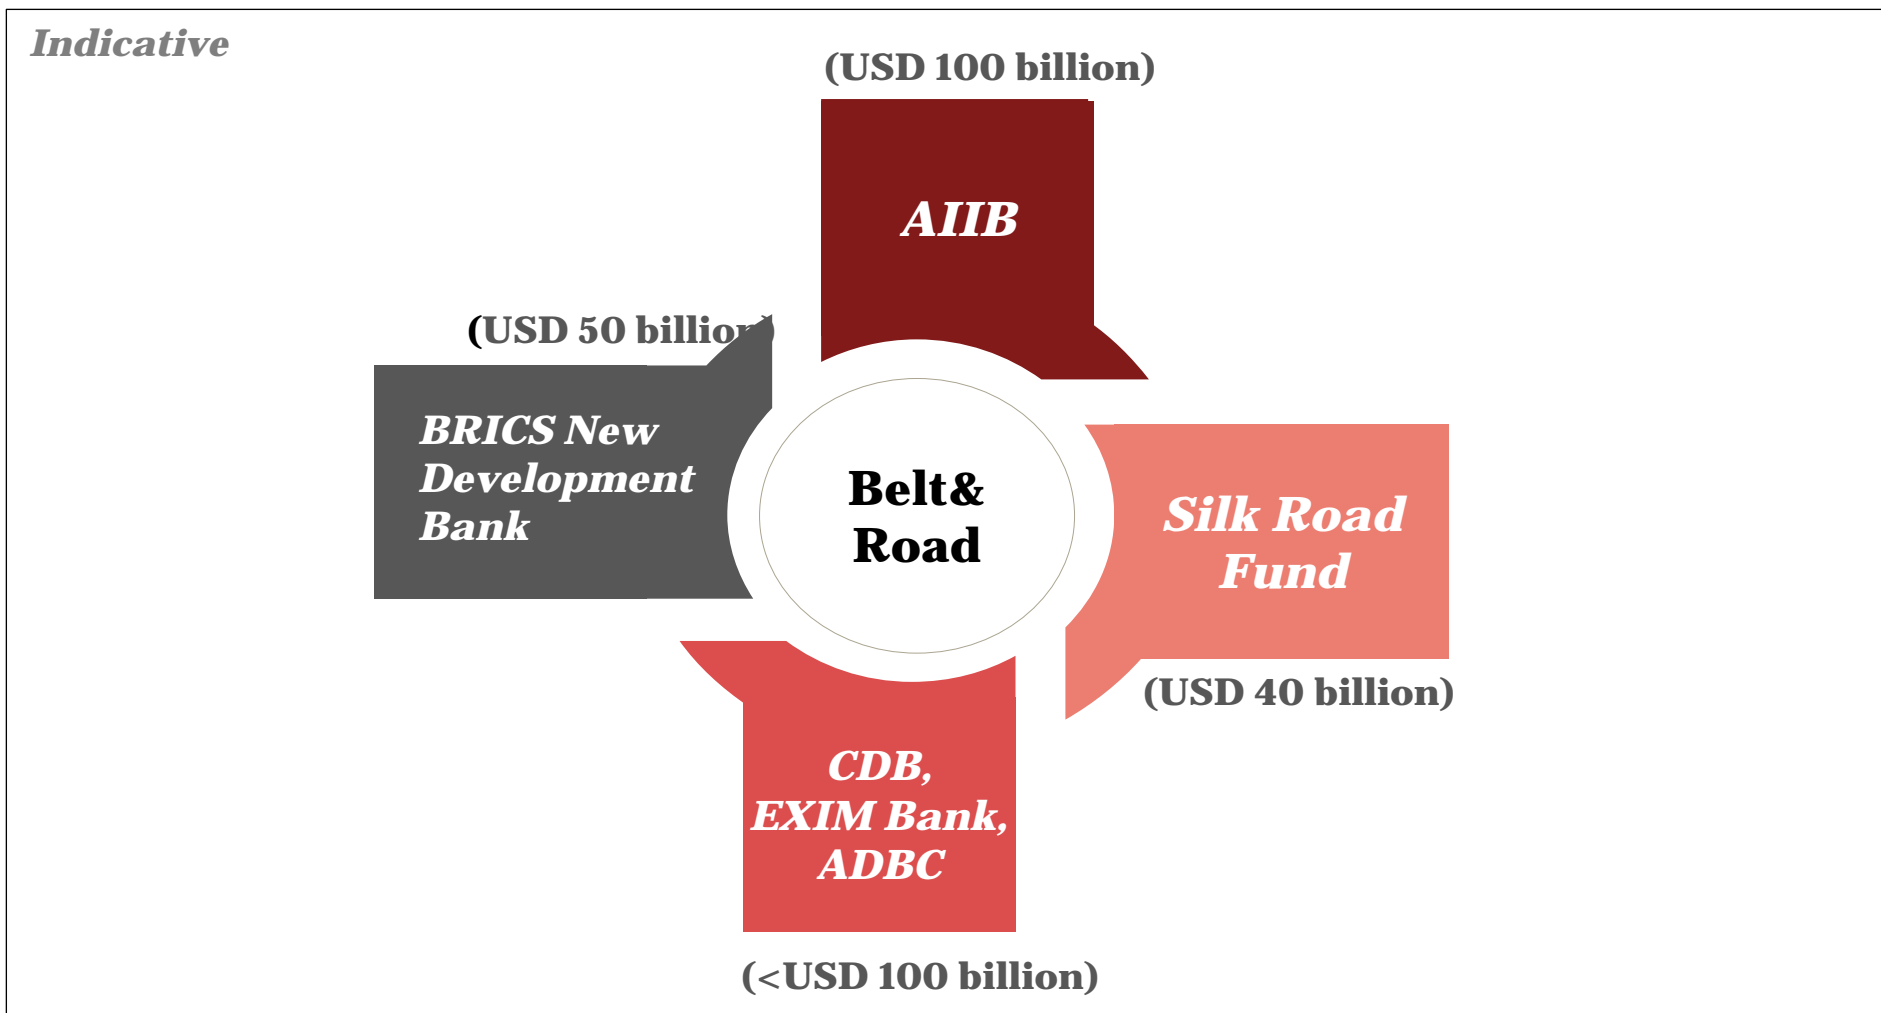 Indicative
(USD 100 billion)
AIIB
(USD 50 billion)
BRICS New
Development
Bank
Belt&
Road
Silk Road
Fund
(USD 40 billion)
CDB,
EXIM Bank,
ADBC
(<USD 100 billion)